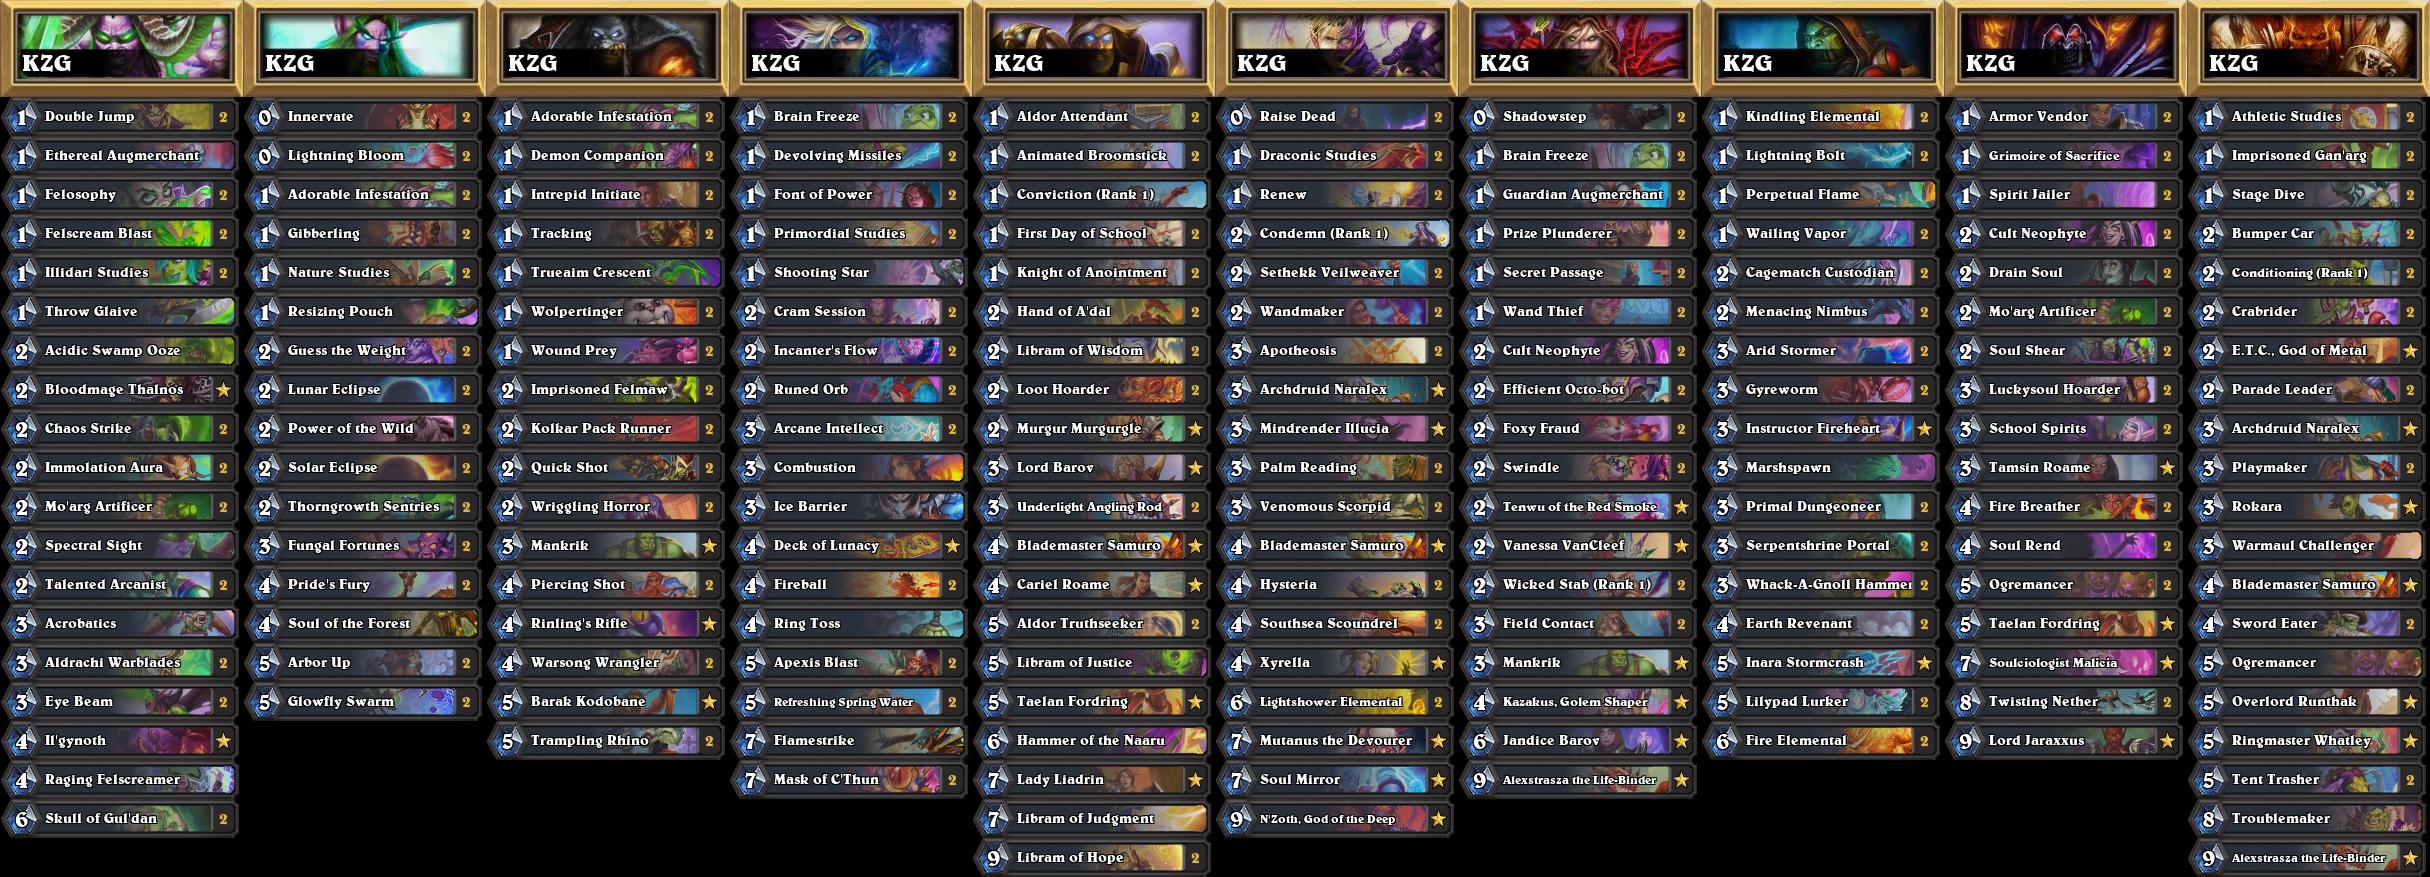 KZG
1 Double Jump 2
1 Ethereal Augmerchant
1 Felosophy 2
1 Felscream Blast 2
1 Illidari Studies 2
1 Throw Glaive
2 Acidic Swamp Ooze
2 Bloodmage Thalnos
2 Chaos Strike 2
2 Immolation Aura 2
2 Mo'arg Artificer 2
2 Spectral Sight
2 Talented Arcanist 2
3 Acrobatics
3 Aldrachi Warblades 2
3 Eye Beam 2
4 Il'gynoth
4 Raging Felscreamer
6 Skull of Gul'dan 2
KZG
0 Innervate 2
0 Lightning Bloom 2
1 Adorable Infestation 2
1 Gibberling 2
1 Nature Studies 2
1 Resizing Pouch
2 Guess the Weight 2
2 Lunar Eclipse 2
2 Power of the Wild 2
2 Solar Eclipse 2
2 Thorngrowth Sentries 2
3 Fungal Fortunes 2
4 Pride's Fury 2
4 Soul of the Forest
5 Arbor Up 2
5 Glowfly Swarm 2
KZG
1 Adorable Infestation 2
1 Demon Companion 2
1 Intrepid Initiate 2
1 Tracking 2
1 Trueaim Crescent
1 Wolpertinger 2
1 Wound Prey 2
2 Imprisoned Felmaw 2
2 Kolkar Pack Runner 2
2 Quick Shot 2
2 Wriggling Horror 2
3 Mankrik
4 Piercing Shot 2
4 Rinling's Rifle
4 Warsong Wrangler 2
5 Barak Kodobane
5 Trampling Rhino 2
KZG
1 Brain Freeze 2
1 Devolving Missiles 2
1 Font of Power 2
1 Primordial Studies 2
1 Shooting Star
2 Cram Session 2
2 Incanter's Flow 2
2 Runed Orb 2
3 Arcane Intellect 2
3 Combustion
3 Ice Barrier
4 Deck of Lunacy
4 Fireball 2
4 Ring Toss
5 Apexis Blast 2
5 Refreshing Spring Water 2
7 Flamestrike
7 Mask of C'Thun 2
KZG
1 Aldor Attendant 2
1 Animated Broomstick 2
1 Conviction (Rank 1)
1 First Day of School 2
1 Knight of Anointment 2
2 Hand of A'dal 2
2 Libram of Wisdom 2
2 Loot Hoarder 2
2 Murgur Murgurgle
3 Lord Barov
3 Underlight Angling Rod 2
4 Blademaster Samuro
4 Cariel Roame
5 Aldor Truthseeker 2
5 Libram of Justice
5 Taelan Fordring
6 Hammer of the Naaru
7 Lady Liadrin
7 Libram of Judgment
9 Libram of Hope 2
KZG
0 Raise Dead 2
1 Draconic Studies 2
1 Renew 2
2 Condemn (Rank 1)
2 Sethekk Veilweaver 2
2 Wandmaker 2
3 Apotheosis 2
3 Archdruid Naralex
3 Mindrender Illucia
3 Palm Reading 2
3 Venomous Scorpid 2
4 Blademaster Samuro
4 Hysteria 2
4 Southsea Scoundrel 2
4 Xyrella
6 Lightshower Elemental 2
7 Mutanus the Devourer
7 Soul Mirror
9 N'Zoth, God of the Deep
KZG
0 Shadowstep 2
1 Brain Freeze 2
1 Guardian Augmerchant 2
1 Prize Plunderer 2
1 Secret Passage 2
1 Wand Thief 2
2 Cult Neophyte 2
2 Efficient Octo-bot 2
2 Foxy Fraud 2
2 Swindle 2
2 Tenwu of the Red Smoke
2 Vanessa VanCleef
2 Wicked Stab (Rank 1) 2
3 Field Contact 2
3 Mankrik
4 Kazakus, Golem Shaper
6 Jandice Barov
9 Alexstrasza the Life-Binder
KZG
1 Kindling Elemental 2
1 Lightning Bolt 2
1 Perpetual Flame
1 Wailing Vapor 2
2 Cagematch Custodian 2
2 Menacing Nimbus 2
3 Arid Stormer 2
3 Gyreworm 2
3 Instructor Fireheart
3 Marshspawn
3 Primal Dungeoneer 2
3 Serpentshrine Portal 2
3 Whack-A-Gnoll Hammer 2
4 Earth Revenant 2
5 Inara Stormcrash
5 Lilypad Lurker 2
6 Fire Elemental 2
KZG
1 Armor Vendor 2
1 Grimoire of Sacrifice 2
1 Spirit Jailer 2
2 Cult Neophyte 2
2 Drain Soul 2
2 Mo'arg Artificer 2
2 Soul Shear 2
3 Luckysoul Hoarder 2
3 School Spirits 2
3 Tamsin Roame
4 Fire Breather 2
4 Soul Rend 2
5 Ogremancer 2
5 Taelan Fordring
7 Soulciologist Malicia
8 Twisting Nether 2
9 Lord Jaraxxus
KZG
1 Athletic Studies 2
1 Imprisoned Gan'arg 2
1 Stage Dive 2
2 Bumper Car 2
2 Conditioning (Rank 1) 2
2 Crabrider 2
2 E.T.C., God of Metal
2 Parade Leader 2
3 Archdruid Naralex
3 Playmaker 2
3 Rokara
3 Warmaul Challenger
4 Blademaster Samuro
4 Sword Eater 2
5 Ogremancer
5 Overlord Runthak
5 Ringmaster Whatley
5 Tent Trasher 2
8 Troublemaker
9 Alexstrasza the Life-Binder